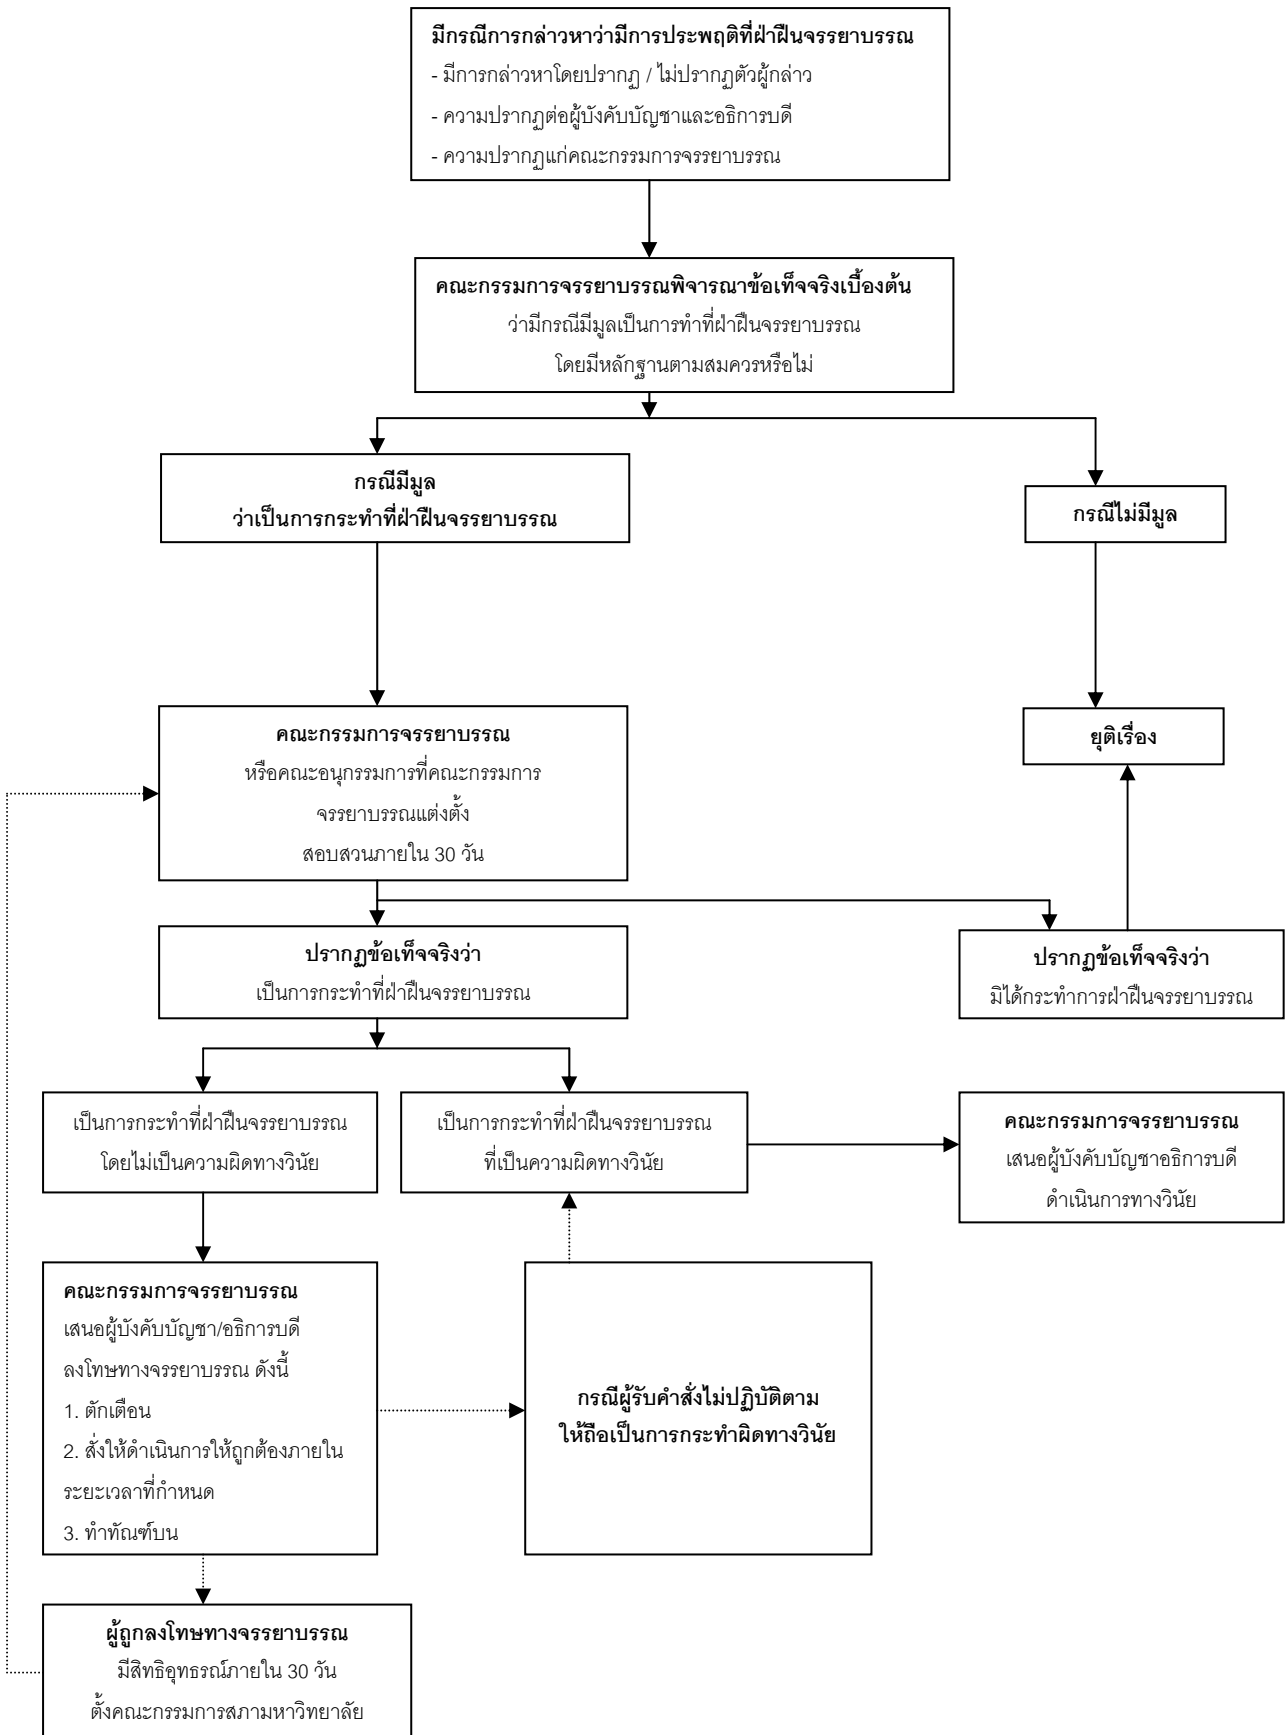 มีกรณีการกล่าวหาว่ามีการประพฤติที่ฝ่าฝืนจรรยาบรรณ
- มีการกล่าวหาโดยปรากฏ / ไม่ปรากฏตัวผู้กล่าว
- ความปรากฏต่อผู้บังคับบัญชาและอธิการบดี
- ความปรากฏแก่คณะกรรมการจรรยาบรรณ
คณะกรรมการจรรยาบรรณพิจารณาข้อเท็จจริงเบื้องต้น
ว่ามีกรณีมีมูลเป็นการทำที่ฝ่าฝืนจรรยาบรรณ
โดยมีหลักฐานตามสมควรหรือไม่
กรณีมีมูล
ว่าเป็นการกระทำที่ฝ่าฝืนจรรยาบรรณ
กรณีไม่มีมูล
คณะกรรมการจรรยาบรรณ
หรือคณะอนุกรรมการที่คณะกรรมการ
จรรยาบรรณแต่งตั้ง
สอบสวนภายใน 30 วัน
ยุติเรื่อง
ปรากฏข้อเท็จจริงว่า
เป็นการกระทำที่ฝ่าฝืนจรรยาบรรณ
ปรากฏข้อเท็จจริงว่า
มิได้กระทำการฝ่าฝืนจรรยาบรรณ
เป็นการกระทำที่ฝ่าฝืนจรรยาบรรณ
โดยไม่เป็นความผิดทางวินัย
เป็นการกระทำที่ฝ่าฝืนจรรยาบรรณ
ที่เป็นความผิดทางวินัย
คณะกรรมการจรรยาบรรณ
เสนอผู้บังคับบัญชาอธิการบดี
ดำเนินการทางวินัย
คณะกรรมการจรรยาบรรณ
เสนอผู้บังคับบัญชา/อธิการบดี
ลงโทษทางจรรยาบรรณ ดังนี้
1. ตักเตือน
2. สั่งให้ดำเนินการให้ถูกต้องภายใน
ระยะเวลาที่กำหนด
3. ทำทัณฑ์บน
กรณีผู้รับคำสั่งไม่ปฏิบัติตาม
ให้ถือเป็นการกระทำผิดทางวินัย
ผู้ถูกลงโทษทางจรรยาบรรณ
มีสิทธิอุทธรณ์ภายใน 30 วัน
ตั้งคณะกรรมการสภามหาวิทยาลัย